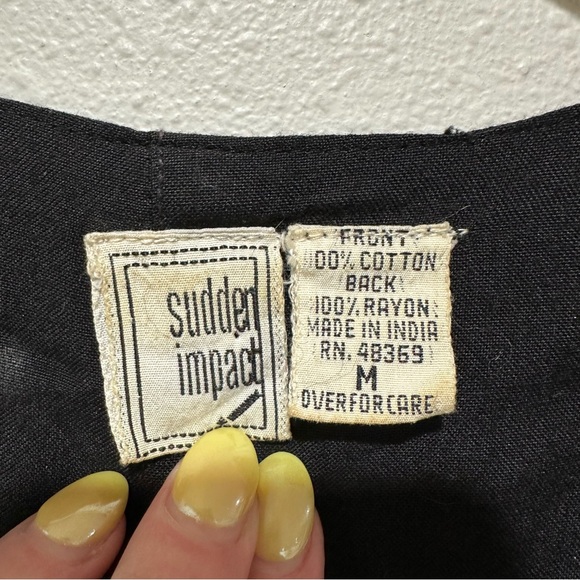 sudden
impact
FRONT
100% COTTON
BACK
100% RAYON
MADE IN INDIA
RN. 48369
M
OVER FOR CARE